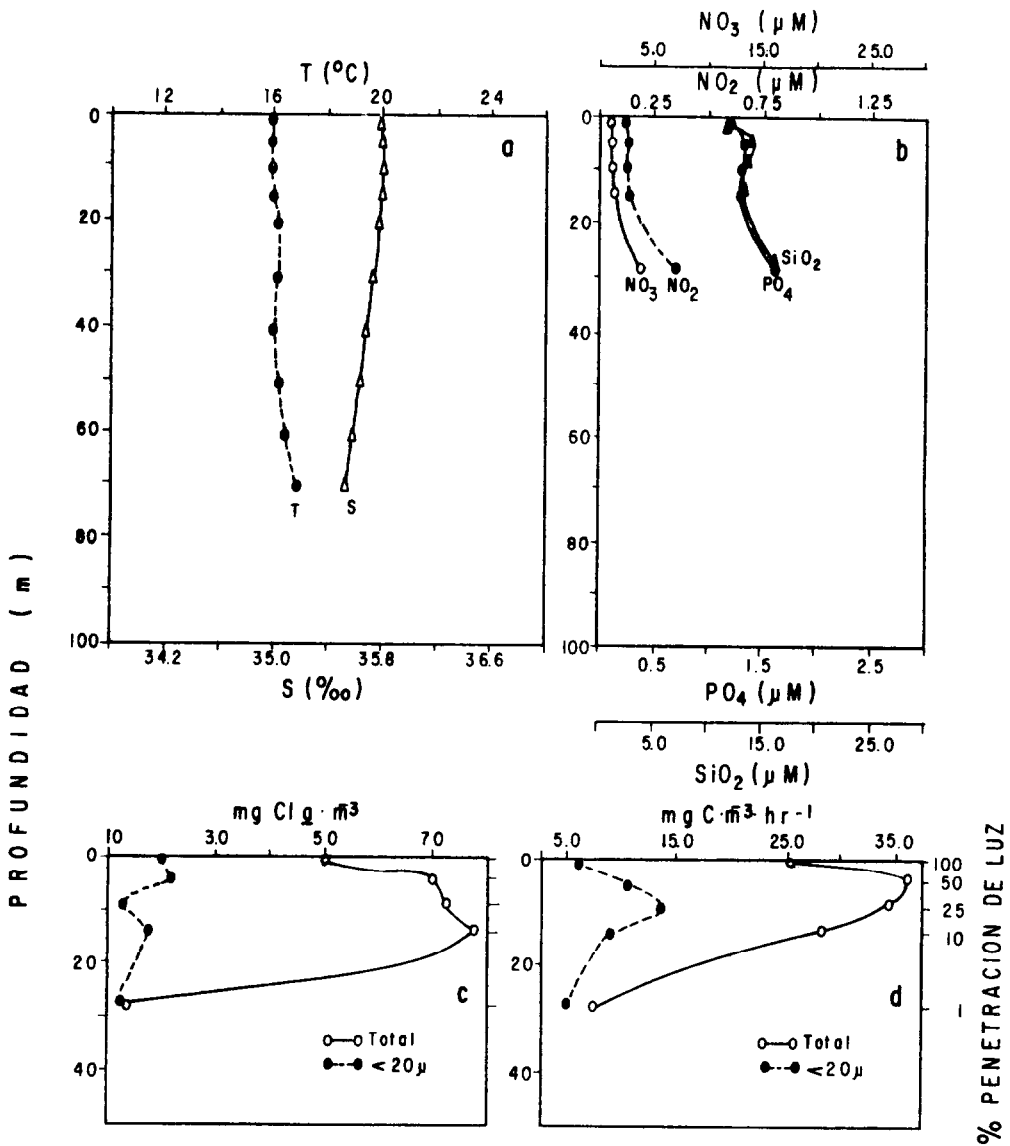 T (°C)
12 16 20 24
0
20
40
60
80
100
a
T
S
34.2 35.0 35.8 36.6
S (‰)
NO3 (μM)
5.0 15.0 25.0
NO2 (μM)
0.25 0.75 1.25
0
20
40
60
80
100
b
SiO2
NO3 NO2 PO4
0.5 1.5 2.5
PO4 (μM)
5.0 15.0 25.0
SiO2 (μM)
PROFUNDIDAD (m)
mg Cl a · m-3
10 3.0 5.0 7.0
0
20
40
c
Total
<20μ
mg C·m-3 hr-1
5.0 15.0 25.0 35.0
0
20
40
d
Total
<20μ
100
50
25
10
1
% PENETRACION DE LUZ